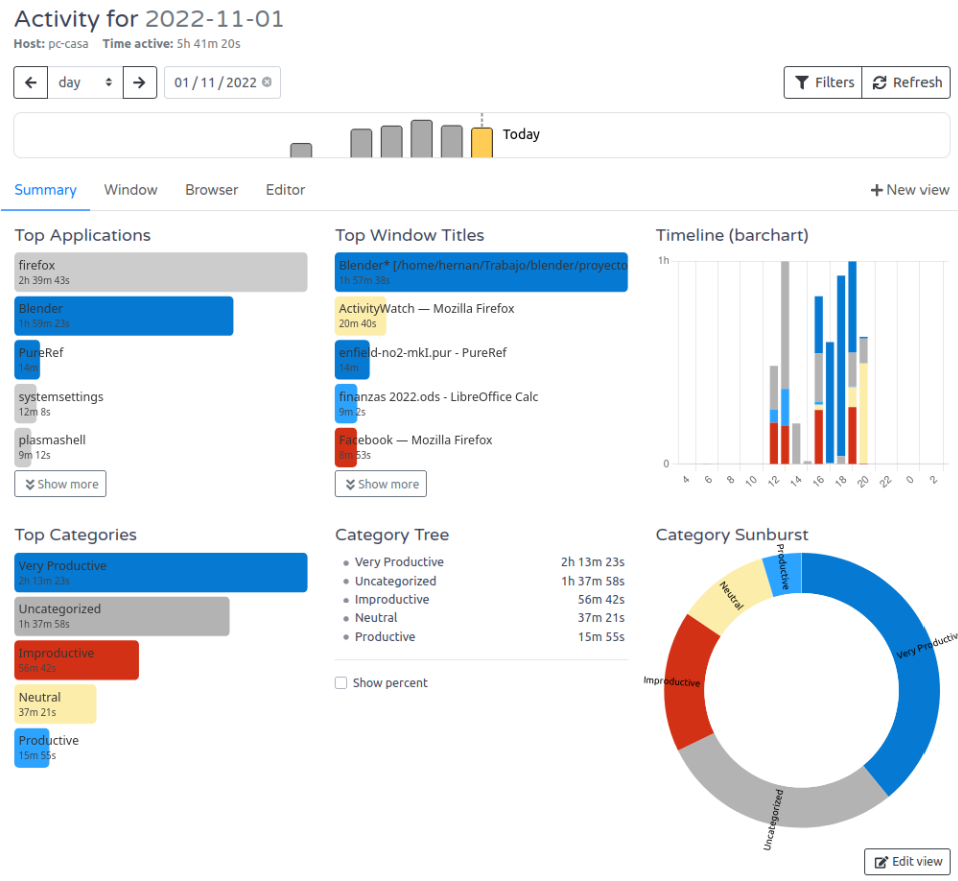 Activity for 2022-11-01
Host: pc-casa Time active: 5h 41m 20s
day
01/11/2022
Filters
Refresh
Today
Summary
Window
Browser
Editor
New view
Top Applications
firefox
2h 39m 43s
Blender
1h 59m 23s
PureRef
14m
systemsettings
12m 8s
plasmashell
9m 12s
Show more
Top Window Titles
Blender* [/home/hernan/Trabajo/blender/proyecto
1h 57m 38s
ActivityWatch — Mozilla Firefox
20m 40s
enfield-no2-mkI.pur - PureRef
14m
finanzas 2022.ods - LibreOffice Calc
9m 2s
Facebook — Mozilla Firefox
8m 53s
Show more
Timeline (barchart)
1h
0
4 6 8 10 12 14 16 18 20 22 0 2
Top Categories
Very Productive
2h 13m 23s
Uncategorized
1h 37m 58s
Improductive
56m 42s
Neutral
37m 21s
Productive
15m 55s
Category Tree
Very Productive 2h 13m 23s
Uncategorized 1h 37m 58s
Improductive 56m 42s
Neutral 37m 21s
Productive 15m 55s
Show percent
Category Sunburst
Productive
Neutral
Very Productiv
Improductive
Uncategorized
Edit view